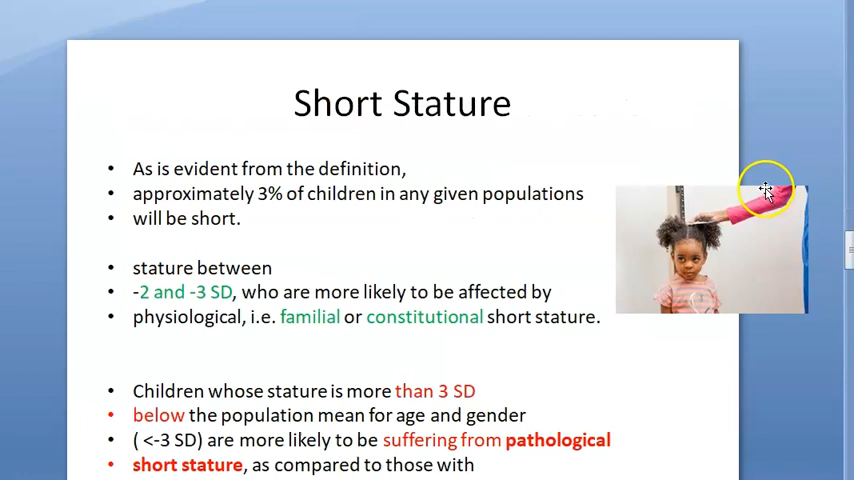 Short Stature
• As is evident from the definition,
• approximately 3% of children in any given populations
• will be short.
• stature between
• -2 and -3 SD, who are more likely to be affected by
• physiological, i.e. familial or constitutional short stature.
• Children whose stature is more than 3 SD
• below the population mean for age and gender
• ( <-3 SD) are more likely to be suffering from pathological
• short stature, as compared to those with